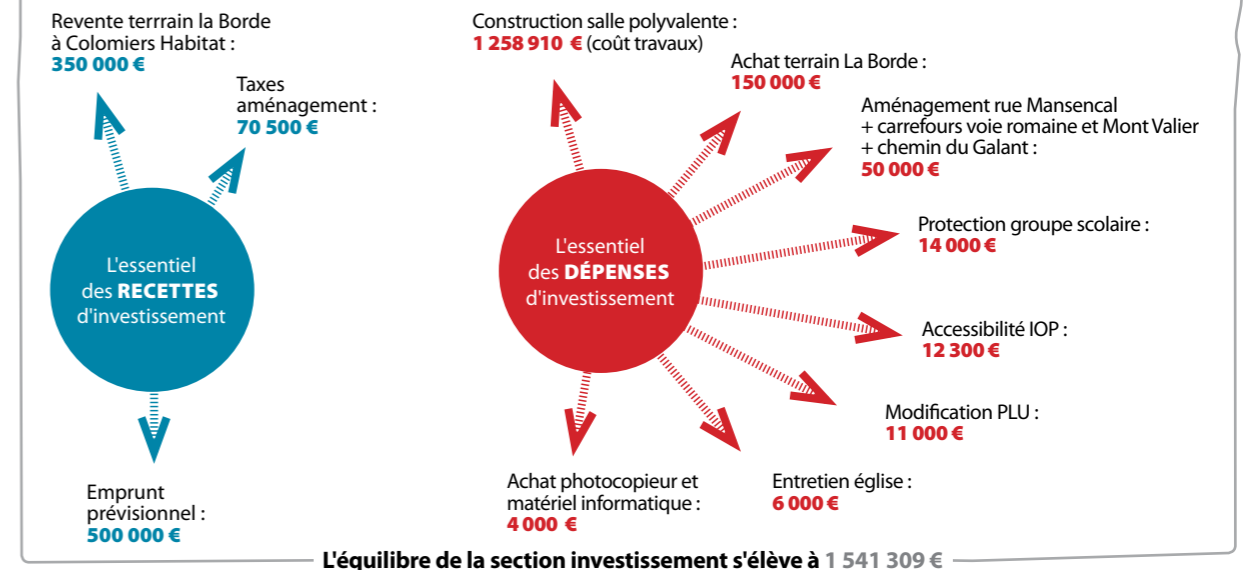 Revente terrrain la Borde
à Colomiers Habitat :
350 000 €
Taxes
aménagement :
70 500 €
L'essentiel
des RECETTES
d'investissement
Emprunt
prévisionnel :
500 000 €
Construction salle polyvalente :
1 258 910 € (coût travaux)
Achat terrain La Borde :
150 000 €
Aménagement rue Mansencal
+ carrefours voie romaine et Mont Valier
+ chemin du Galant :
50 000 €
Protection groupe scolaire :
14 000 €
L'essentiel
des DÉPENSES
d'investissement
Accessibilité IOP :
12 300 €
Modification PLU :
11 000 €
Entretien église :
6 000 €
Achat photocopieur et
matériel informatique :
4 000 €
L'équilibre de la section investissement s'élève à 1 541 309 €